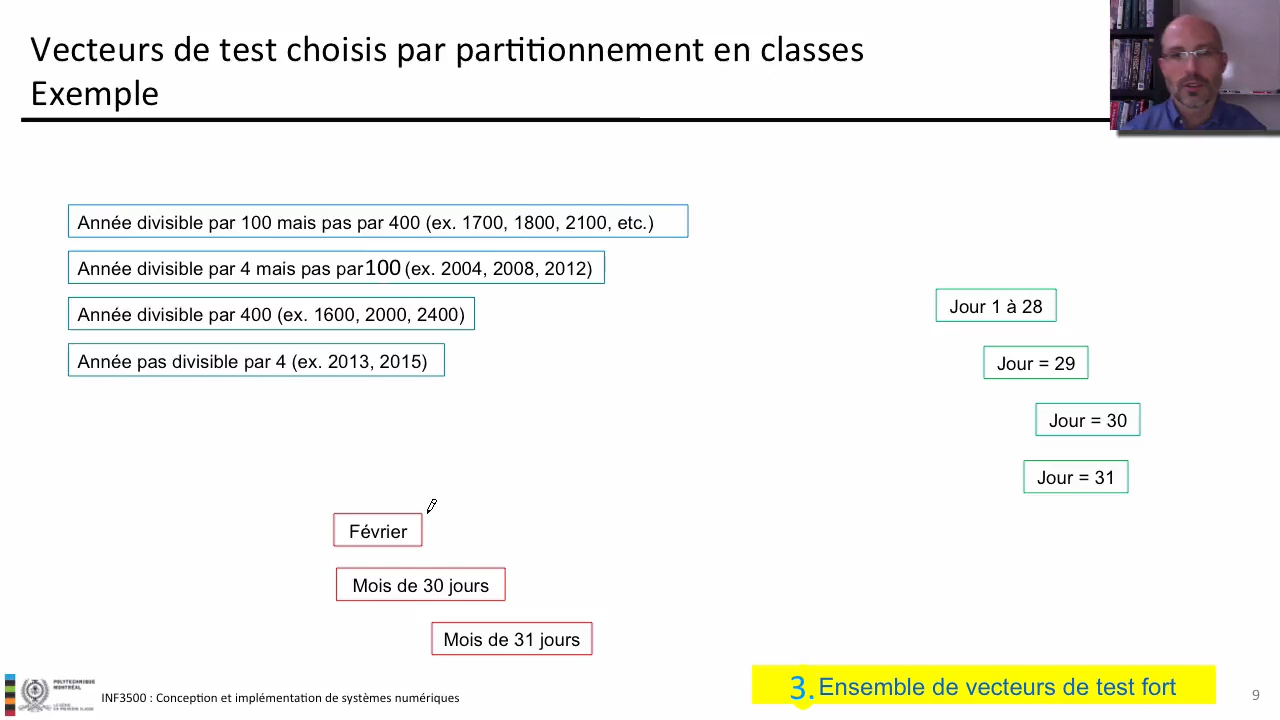 Vecteurs de test choisis par partitionnement en classes
Exemple
Année divisible par 100 mais pas par 400 (ex. 1700, 1800, 2100, etc.)
Année divisible par 4 mais pas par 100 (ex. 2004, 2008, 2012)
Année divisible par 400 (ex. 1600, 2000, 2400)
Année pas divisible par 4 (ex. 2013, 2015)
Jour 1 à 28
Jour = 29
Jour = 30
Jour = 31
Février
Mois de 30 jours
Mois de 31 jours
3. Ensemble de vecteurs de test fort
POLYTECHNIQUE
MONTRÉAL
INF3500 : Conception et implémentation de systèmes numériques
9